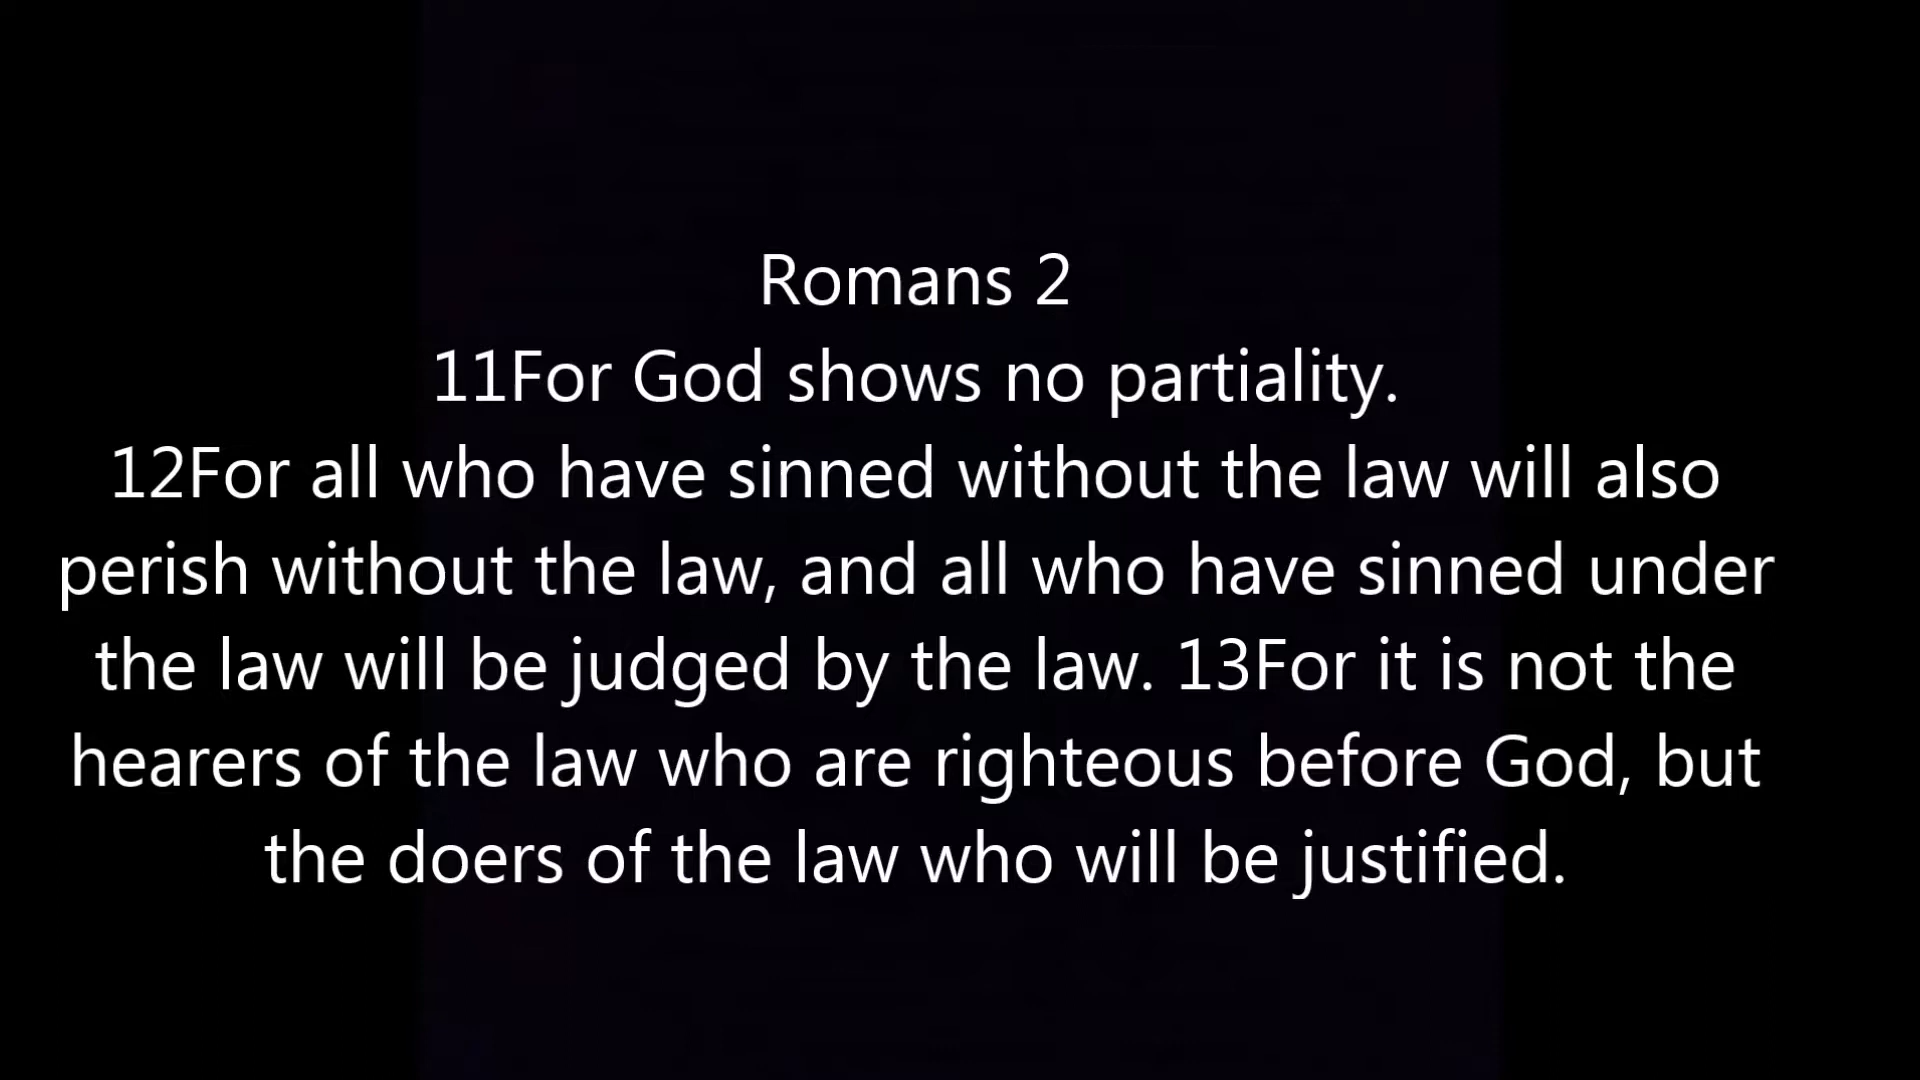 Romans 2
11For God shows no partiality.
12For all who have sinned without the law will also
perish without the law, and all who have sinned under
the law will be judged by the law. 13For it is not the
hearers of the law who are righteous before God, but
the doers of the law who will be justified.